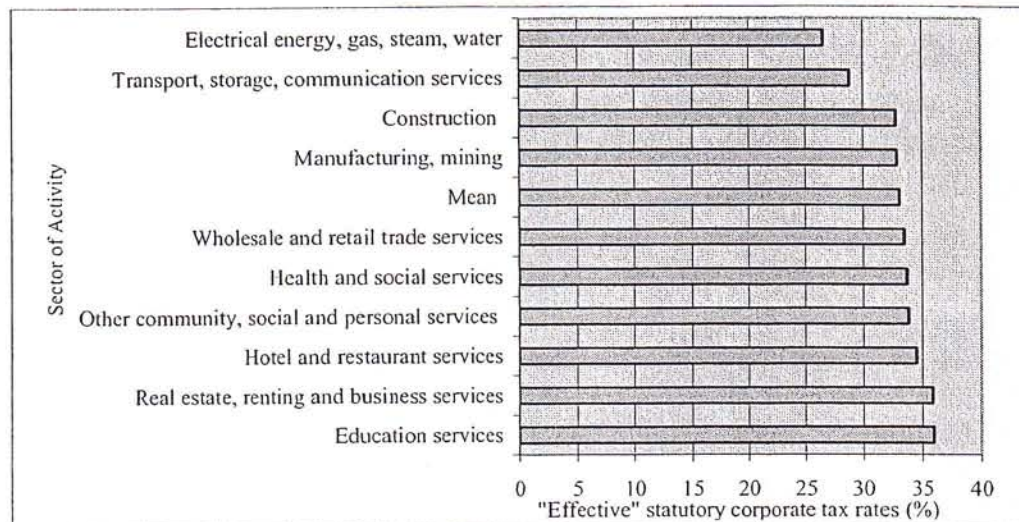 Sector of Activity
Electrical energy, gas, steam, water
Transport, storage, communication services
Construction
Manufacturing, mining
Mean
Wholesale and retail trade services
Health and social services
Other community, social and personal services
Hotel and restaurant services
Real estate, renting and business services
Education services
0 5 10 15 20 25 30 35 40
"Effective" statutory corporate tax rates (%)